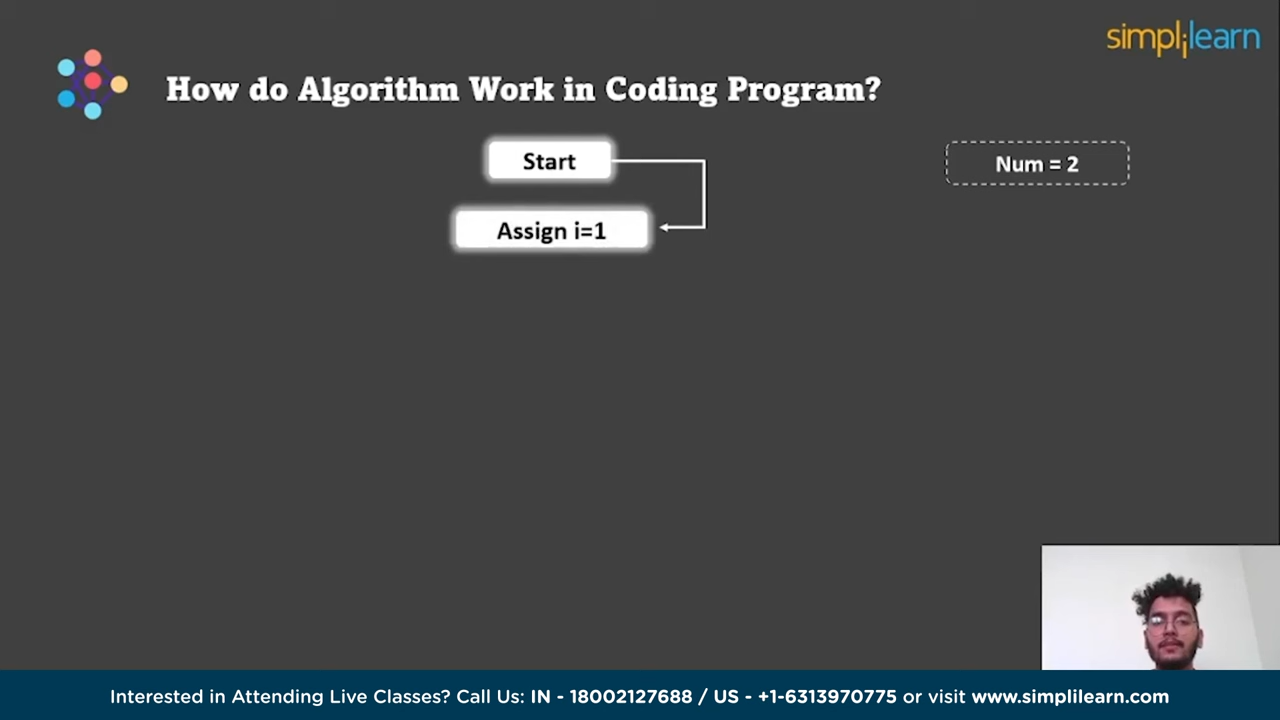 simplilearn
How do Algorithm Work in Coding Program?
Start
Num = 2
Assign i=1
Interested in Attending Live Classes? Call Us: IN - 18002127688 / US - +1-6313970775 or visit www.simplilearn.com